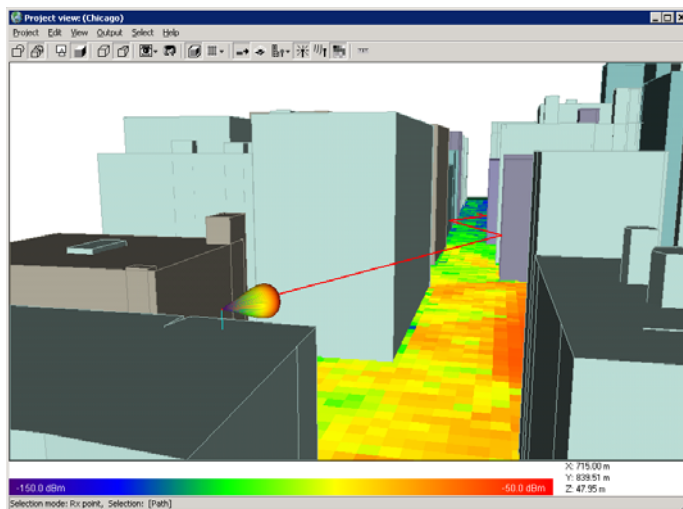 Project view: (Chicago)
Project Edit View Output Select Help
-150.0 dBm
-50.0 dBm
X: 715.00 m
Y: 839.51 m
Z: 47.95 m
Selection mode: Rx point, Selection: [Path]